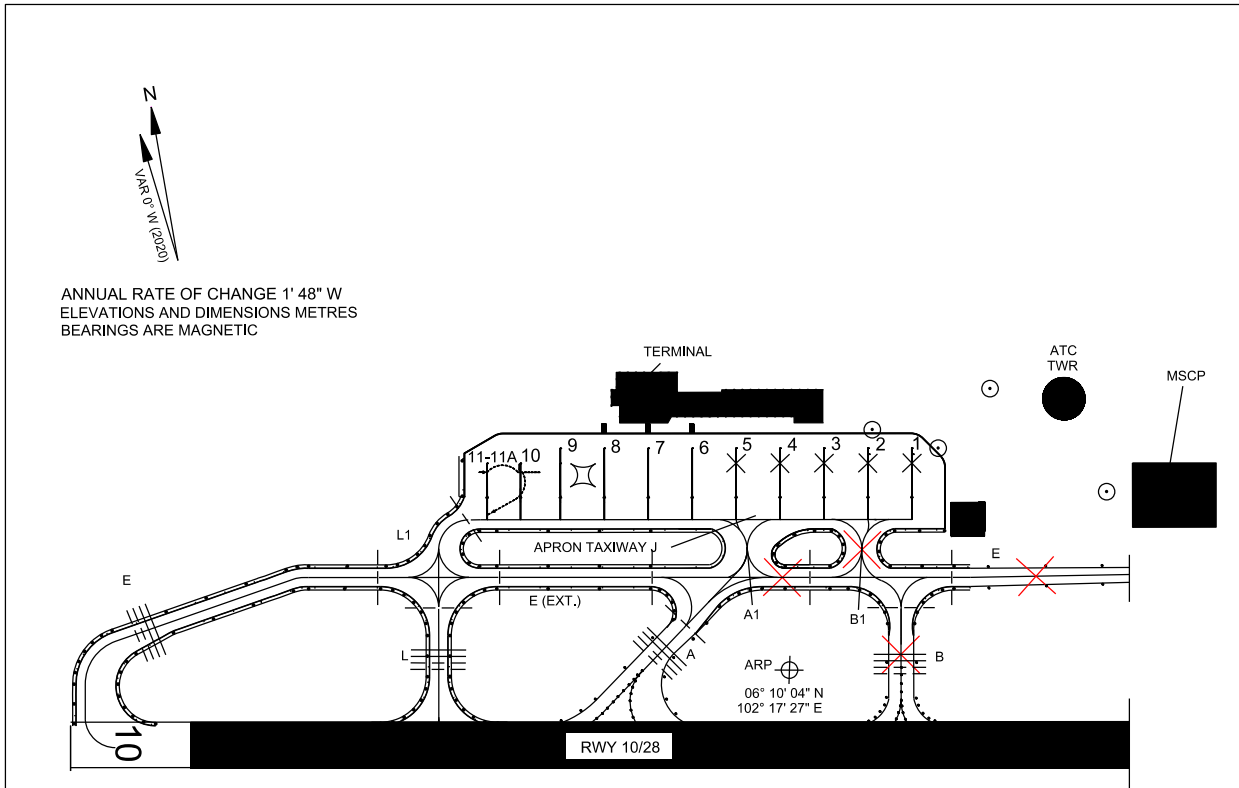 N
VAR 0° W (2020)
ANNUAL RATE OF CHANGE 1' 48" W
ELEVATIONS AND DIMENSIONS METRES
BEARINGS ARE MAGNETIC
TERMINAL
ATC
TWR
MSCP
11-11A 10 9 8 7 6 5 4 3 2 1
L1
APRON TAXIWAY J
E
E
E (EXT.)
A1
B1
L
A
B
ARP
06° 10' 04" N
102° 17' 27" E
10
RWY 10/28